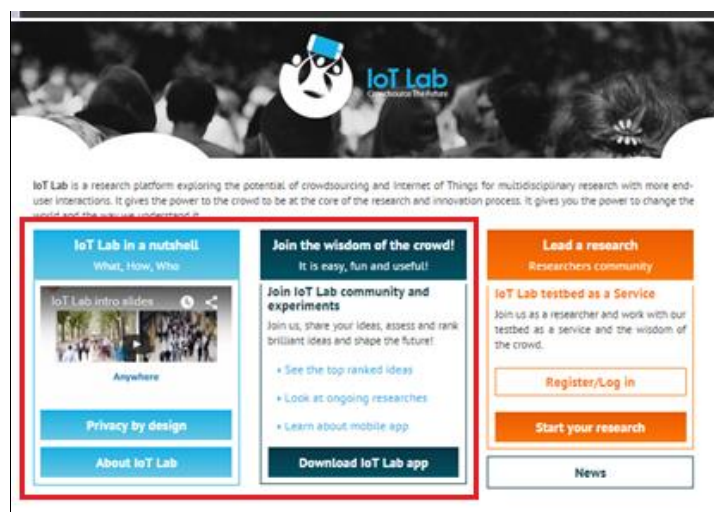 IoT Lab
Crowdsource The Future
IoT Lab is a research platform exploring the potential of crowdsourcing and Internet of Things for multidisciplinary research with more end-
user interactions. It gives the power to the crowd to be at the core of the research and innovation process. It gives you the power to change the
world and the way we understand it
IoT Lab in a nutshell
What, How, Who
IoT Lab intro slides
Anywhere
Privacy by design
About IoT Lab
Join the wisdom of the crowd!
It is easy, fun and useful!
Join IoT Lab community and
experiments
Join us, share your ideas, assess and rank
brilliant ideas and shape the future!
See the top ranked ideas
Look at ongoing researches
Learn about mobile app
Download IoT Lab app
Lead a research
Researchers community
IoT Lab testbed as a Service
Join us as a researcher and work with our
testbed as a service and the wisdom of
the crowd.
Register/Log in
Start your research
News